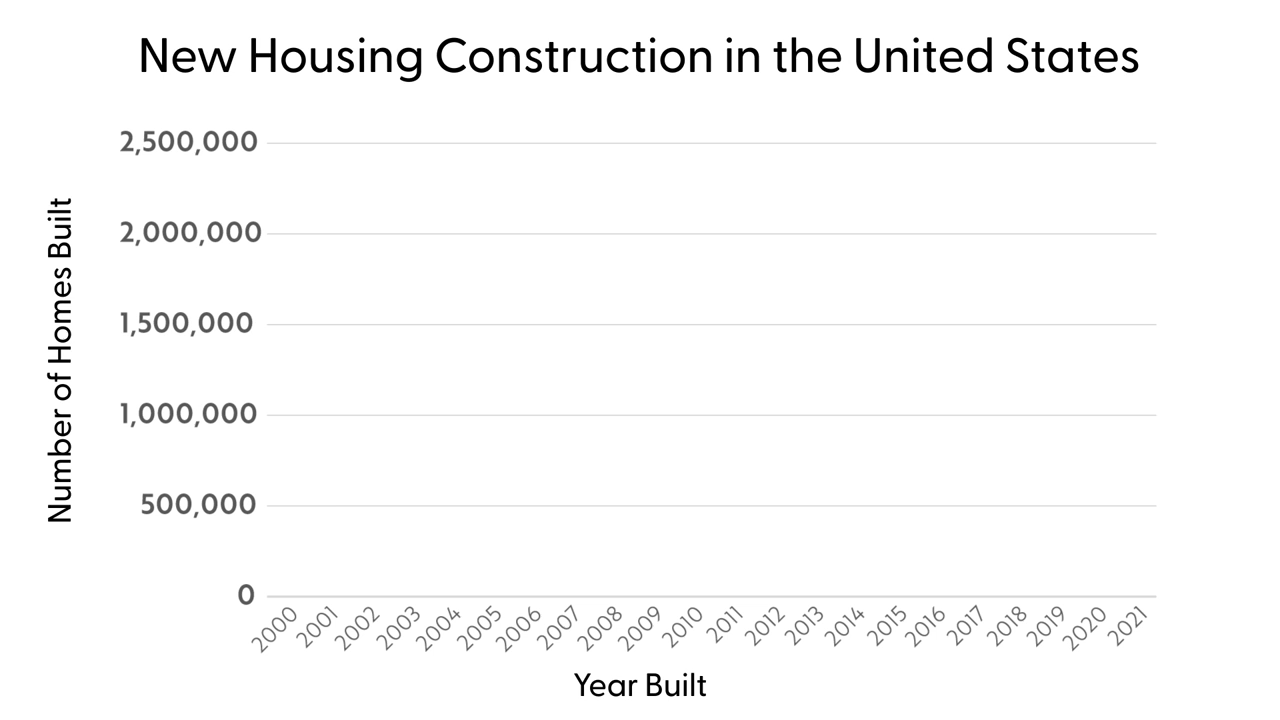 New Housing Construction in the United States
Number of Homes Built
2,500,000
2,000,000
1,500,000
1,000,000
500,000
0
2000 2001 2002 2003 2004 2005 2006 2007 2008 2009 2010 2011 2012 2013 2014 2015 2016 2017 2018 2019 2020 2021
Year Built